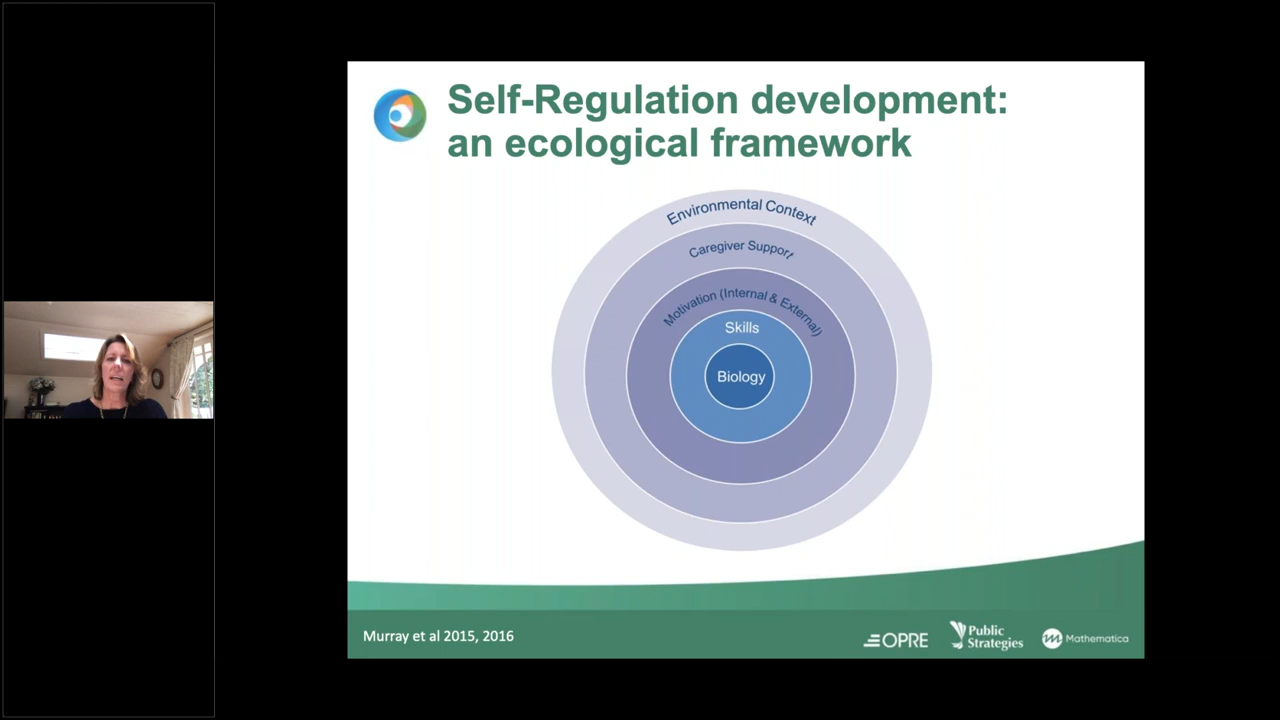 Self-Regulation development:
an ecological framework
Environmental Context
Caregiver Support
Motivation (Internal & External)
Skills
Biology
Murray et al 2015, 2016
OPRE
Public
Strategies
Mathematica